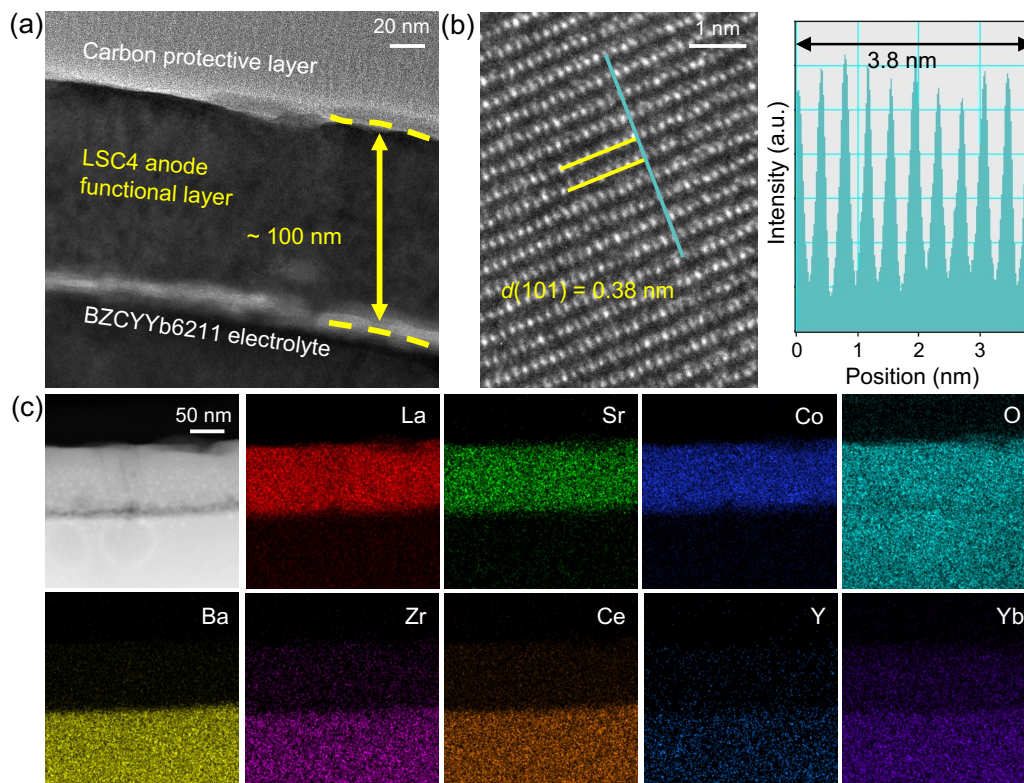 (a)
20 nm
Carbon protective layer
LSC4 anode
functional layer
~ 100 nm
BZCYYb6211 electrolyte
(b)
1 nm
d(101) = 0.38 nm
3.8 nm
Intensity (a.u.)
0 1 2 3
Position (nm)
(c)
50 nm
La
Sr
Co
O
Ba
Zr
Ce
Y
Yb